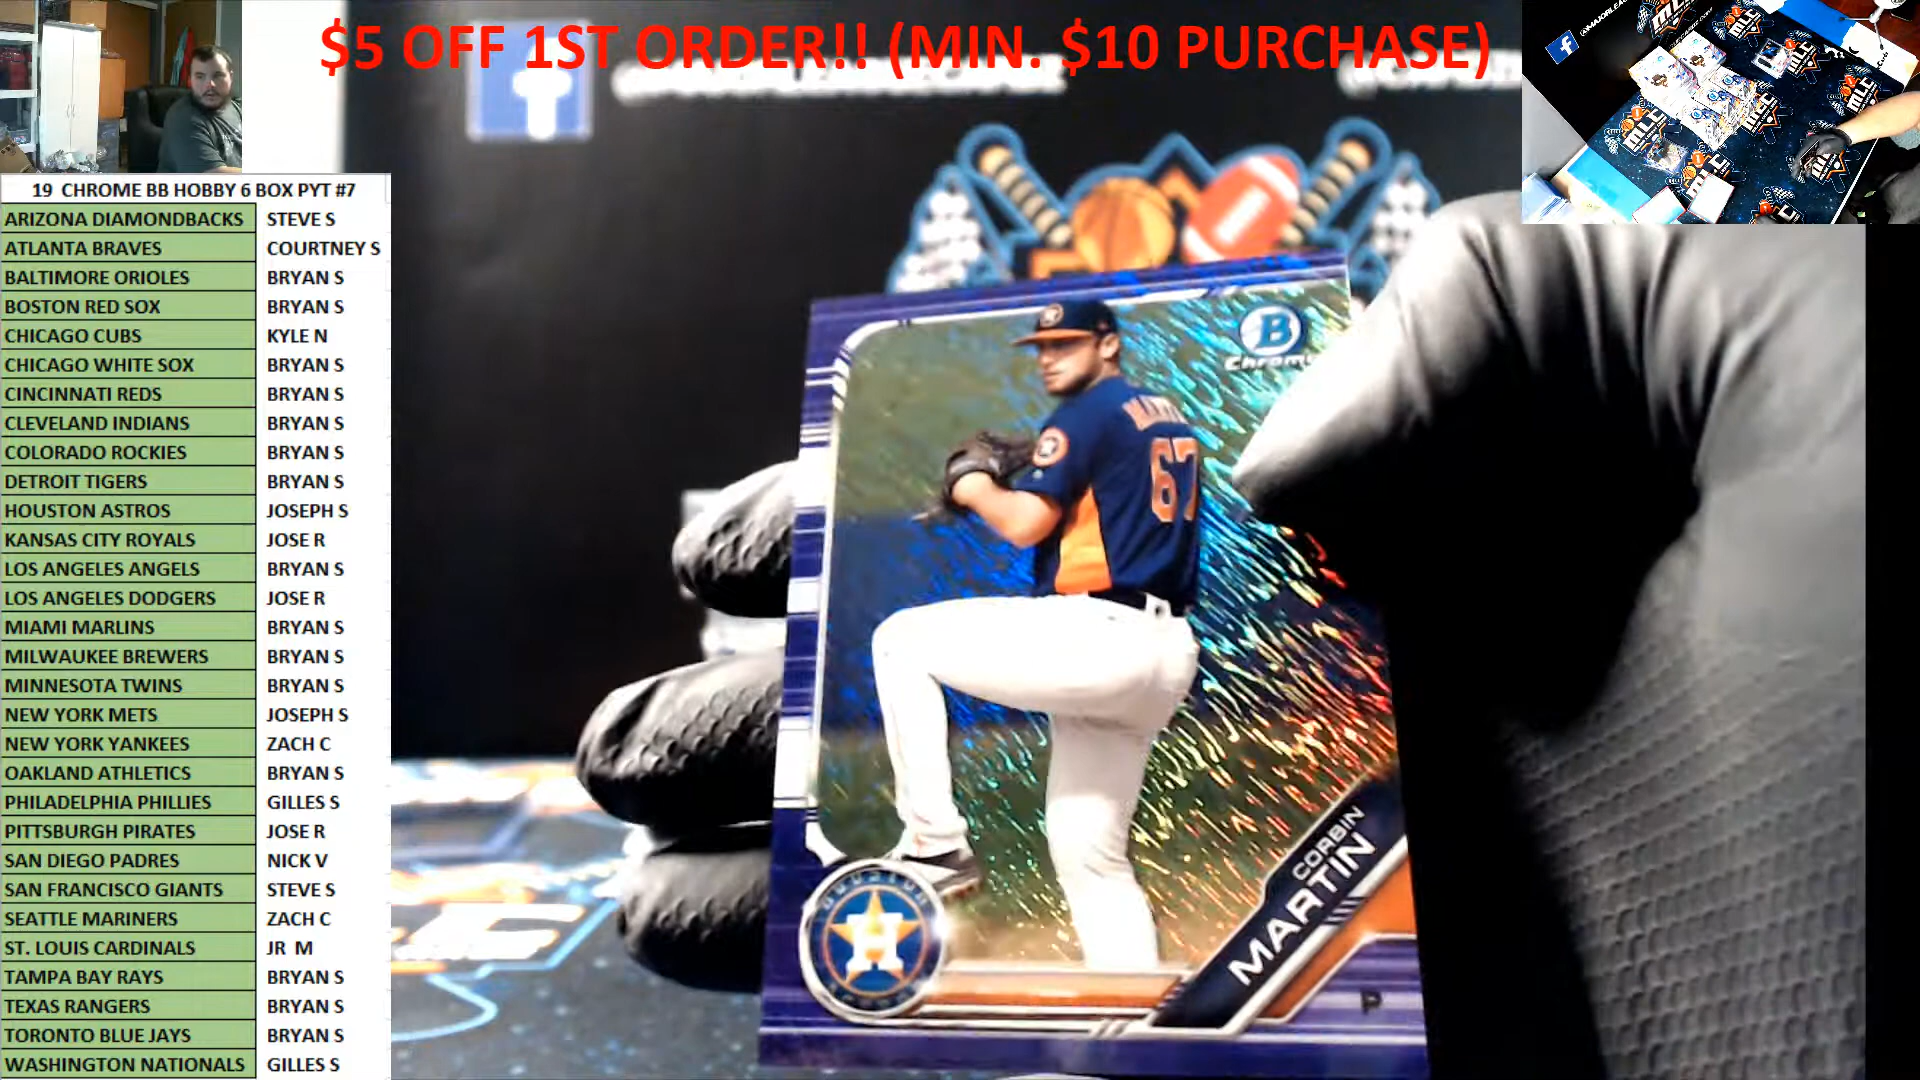 $5 OFF 1ST ORDER!! (MIN. $10 PURCHASE)
19 CHROME BB HOBBY 6 BOX PYT #7
ARIZONA DIAMONDBACKS STEVE S
ATLANTA BRAVES COURTNEY S
BALTIMORE ORIOLES BRYAN S
BOSTON RED SOX BRYAN S
CHICAGO CUBS KYLE N
CHICAGO WHITE SOX BRYAN S
CINCINNATI REDS BRYAN S
CLEVELAND INDIANS BRYAN S
COLORADO ROCKIES BRYAN S
DETROIT TIGERS BRYAN S
HOUSTON ASTROS JOSEPH S
KANSAS CITY ROYALS JOSE R
LOS ANGELES ANGELS BRYAN S
LOS ANGELES DODGERS JOSE R
MIAMI MARLINS BRYAN S
MILWAUKEE BREWERS BRYAN S
MINNESOTA TWINS BRYAN S
NEW YORK METS JOSEPH S
NEW YORK YANKEES ZACH C
OAKLAND ATHLETICS BRYAN S
PHILADELPHIA PHILLIES GILLES S
PITTSBURGH PIRATES JOSE R
SAN DIEGO PADRES NICK V
SAN FRANCISCO GIANTS STEVE S
SEATTLE MARINERS ZACH C
ST. LOUIS CARDINALS JR M
TAMPA BAY RAYS BRYAN S
TEXAS RANGERS BRYAN S
TORONTO BLUE JAYS BRYAN S
WASHINGTON NATIONALS GILLES S
B
Chrome
67
H
CORBIN
MARTIN
P
f
MLC